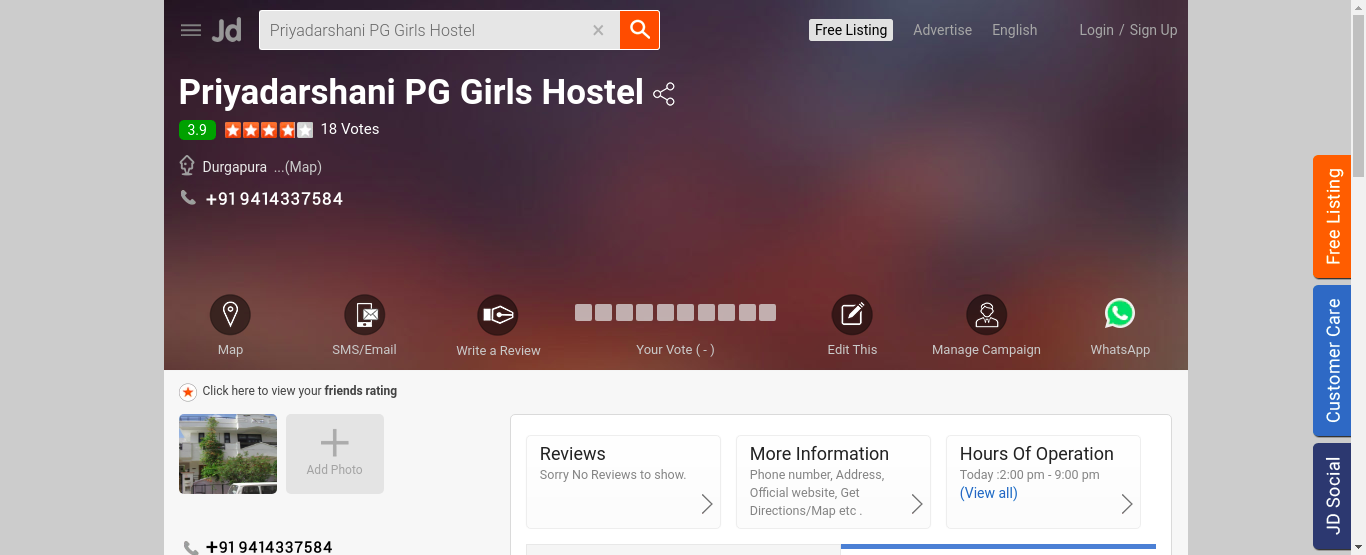 Jd
Priyadarshani PG Girls Hostel
Free Listing
Advertise
English
Login / Sign Up
Priyadarshani PG Girls Hostel
3.9
18 Votes
Durgapura ...(Map)
+91 9414337584
Map
SMS/Email
Write a Review
Your Vote ( - )
Edit This
Manage Campaign
WhatsApp
Click here to view your friends rating
Add Photo
+91 9414337584
Reviews
Sorry No Reviews to show.
More Information
Phone number, Address,
Official website, Get
Directions/Map etc .
Hours Of Operation
Today :2:00 pm - 9:00 pm
(View all)
Free Listing
Customer Care
JD Social